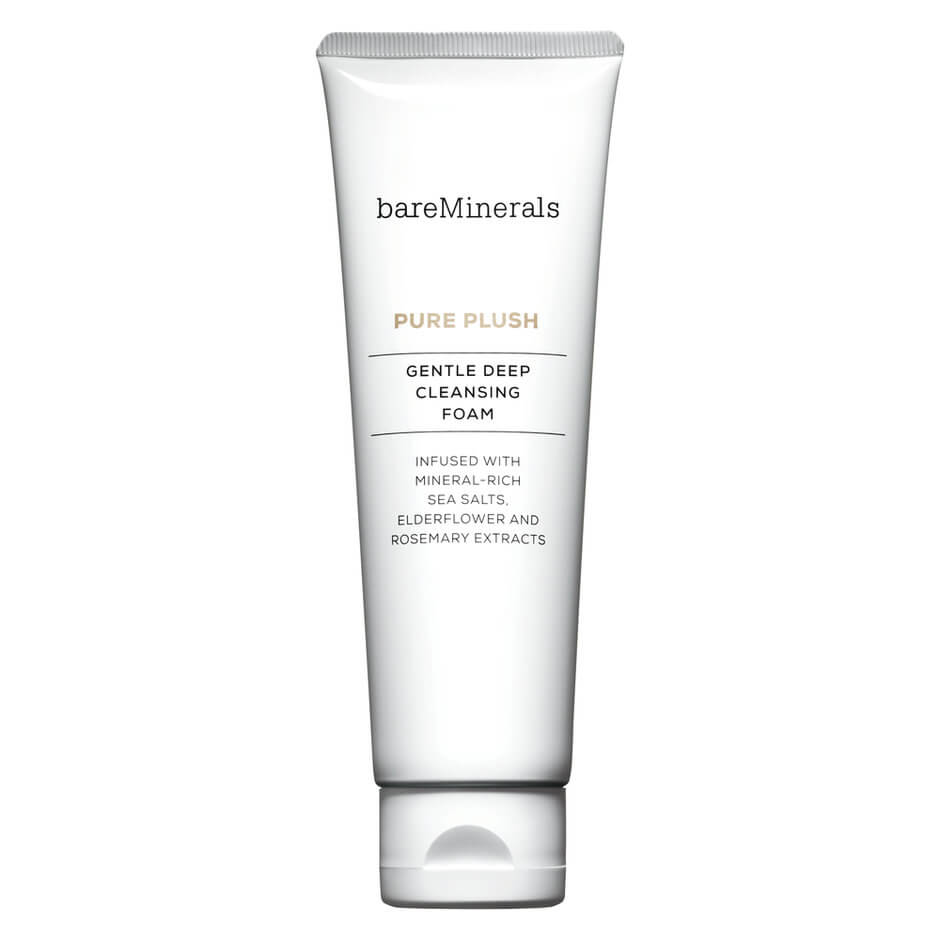 bareMinerals
PURE PLUSH
GENTLE DEEP
CLEANSING
FOAM
INFUSED WITH
MINERAL-RICH
SEA SALTS,
ELDERFLOWER AND
ROSEMARY EXTRACTS